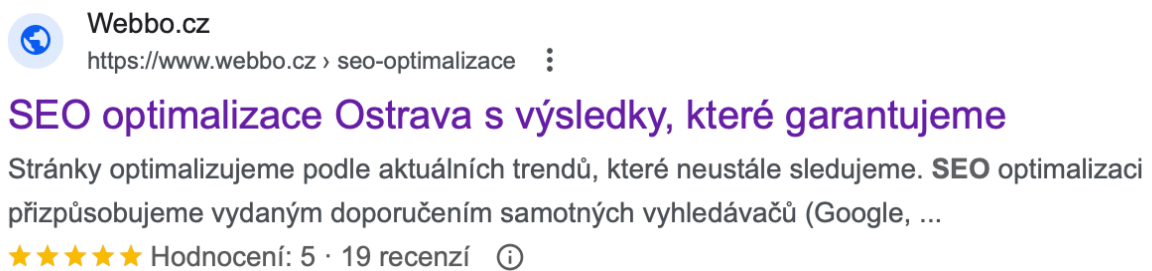 Webbo.cz
https://www.webbo.cz › seo-optimalizace
SEO optimalizace Ostrava s výsledky, které garantujeme
Stránky optimalizujeme podle aktuálních trendů, které neustále sledujeme. SEO optimalizaci
přizpůsobujeme vydaným doporučením samotných vyhledávačů (Google, ...
Hodnocení: 5 · 19 recenzí